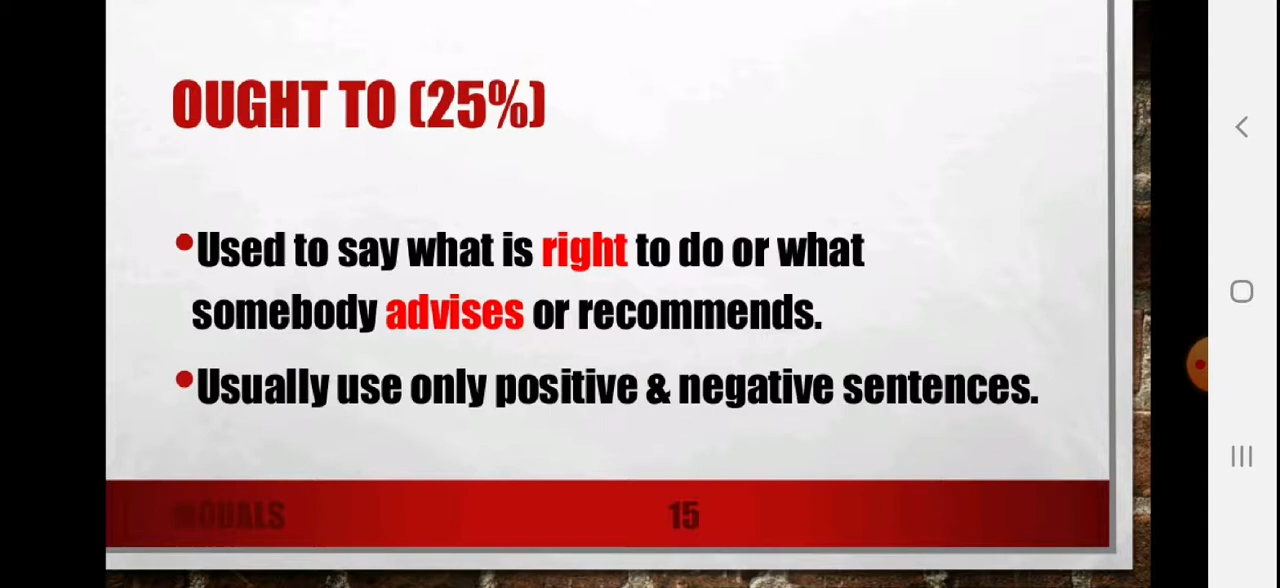 OUGHT TO (25%)
•Used to say what is right to do or what
somebody advises or recommends.
•Usually use only positive & negative sentences.
MODALS
15